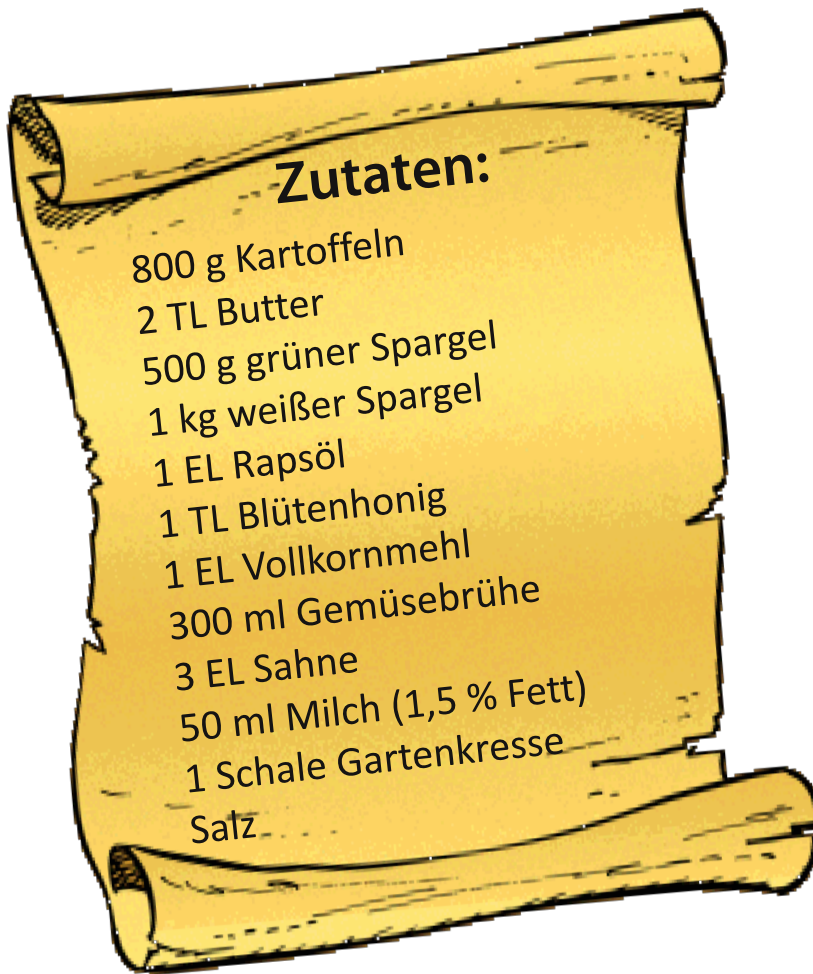 Zutaten:
800 g Kartoffeln
2 TL Butter
500 g grüner Spargel
1 kg weißer Spargel
1 EL Rapsöl
1 TL Blütenhonig
1 EL Vollkornmehl
300 ml Gemüsebrühe
3 EL Sahne
50 ml Milch (1,5 % Fett)
1 Schale Gartenkresse
Salz